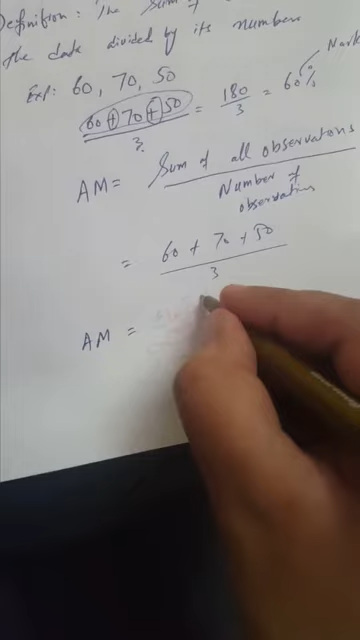 Definition: The Sum of
the data divided by its numbers
Exp: 60, 70, 50
60+70+50 / 3 = 180 / 3 = 60%
AM = Sum of all observations / Number of observations
= 60 + 70 + 50 / 3
AM =